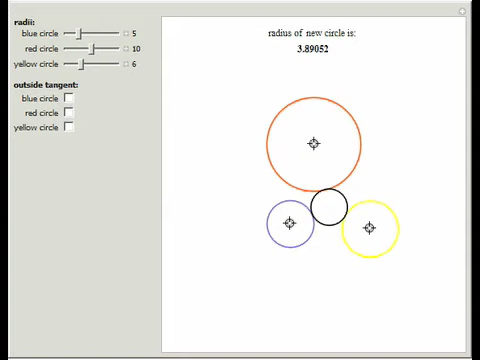 radii:
blue circle 5
red circle 10
yellow circle 6
outside tangent:
blue circle
red circle
yellow circle
radius of new circle is:
3.89052